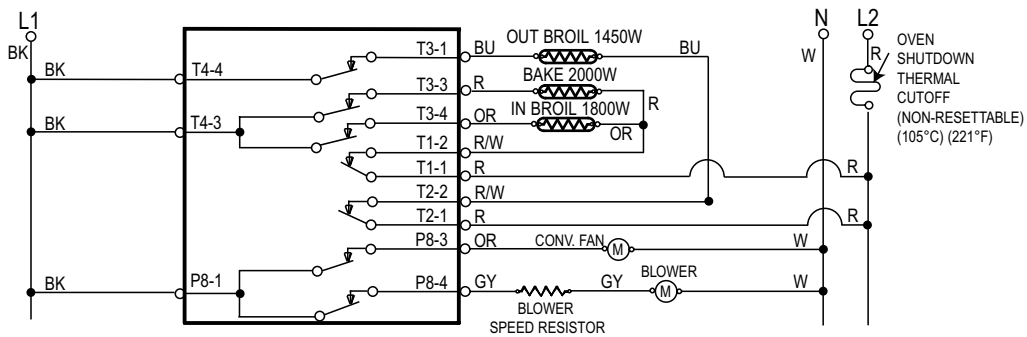 L1
N
L2
BK
BK
T4-4
T3-1
BU
OUT BROIL 1450W
BU
W
R
OVEN
SHUTDOWN
THERMAL
CUTOFF
(NON-RESETTABLE)
(105°C) (221°F)
T3-3
R
BAKE 2000W
R
BK
T4-3
T3-4
OR
IN BROIL 1800W
OR
T1-2
R/W
T1-1
R
R
T2-2
R/W
T2-1
R
R
P8-3
OR
CONV. FAN
M
W
BK
P8-1
P8-4
GY
GY
BLOWER
M
W
BLOWER
SPEED RESISTOR